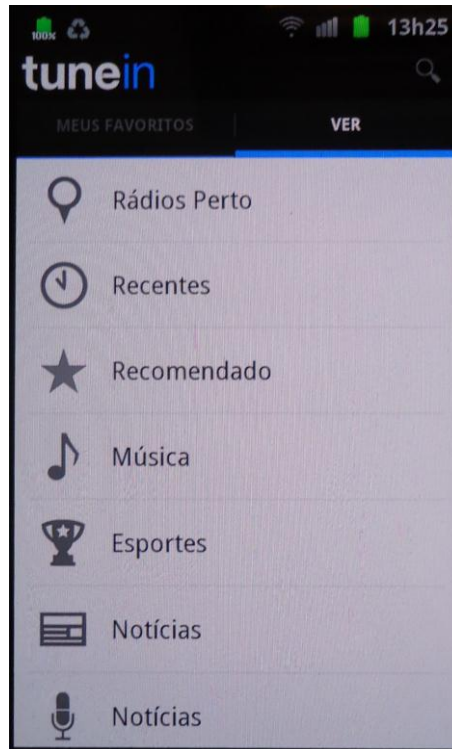 100%
13h25
tunein
MEUS FAVORITOS
VER
Rádios Perto
Recentes
Recomendado
Música
Esportes
Notícias
Notícias